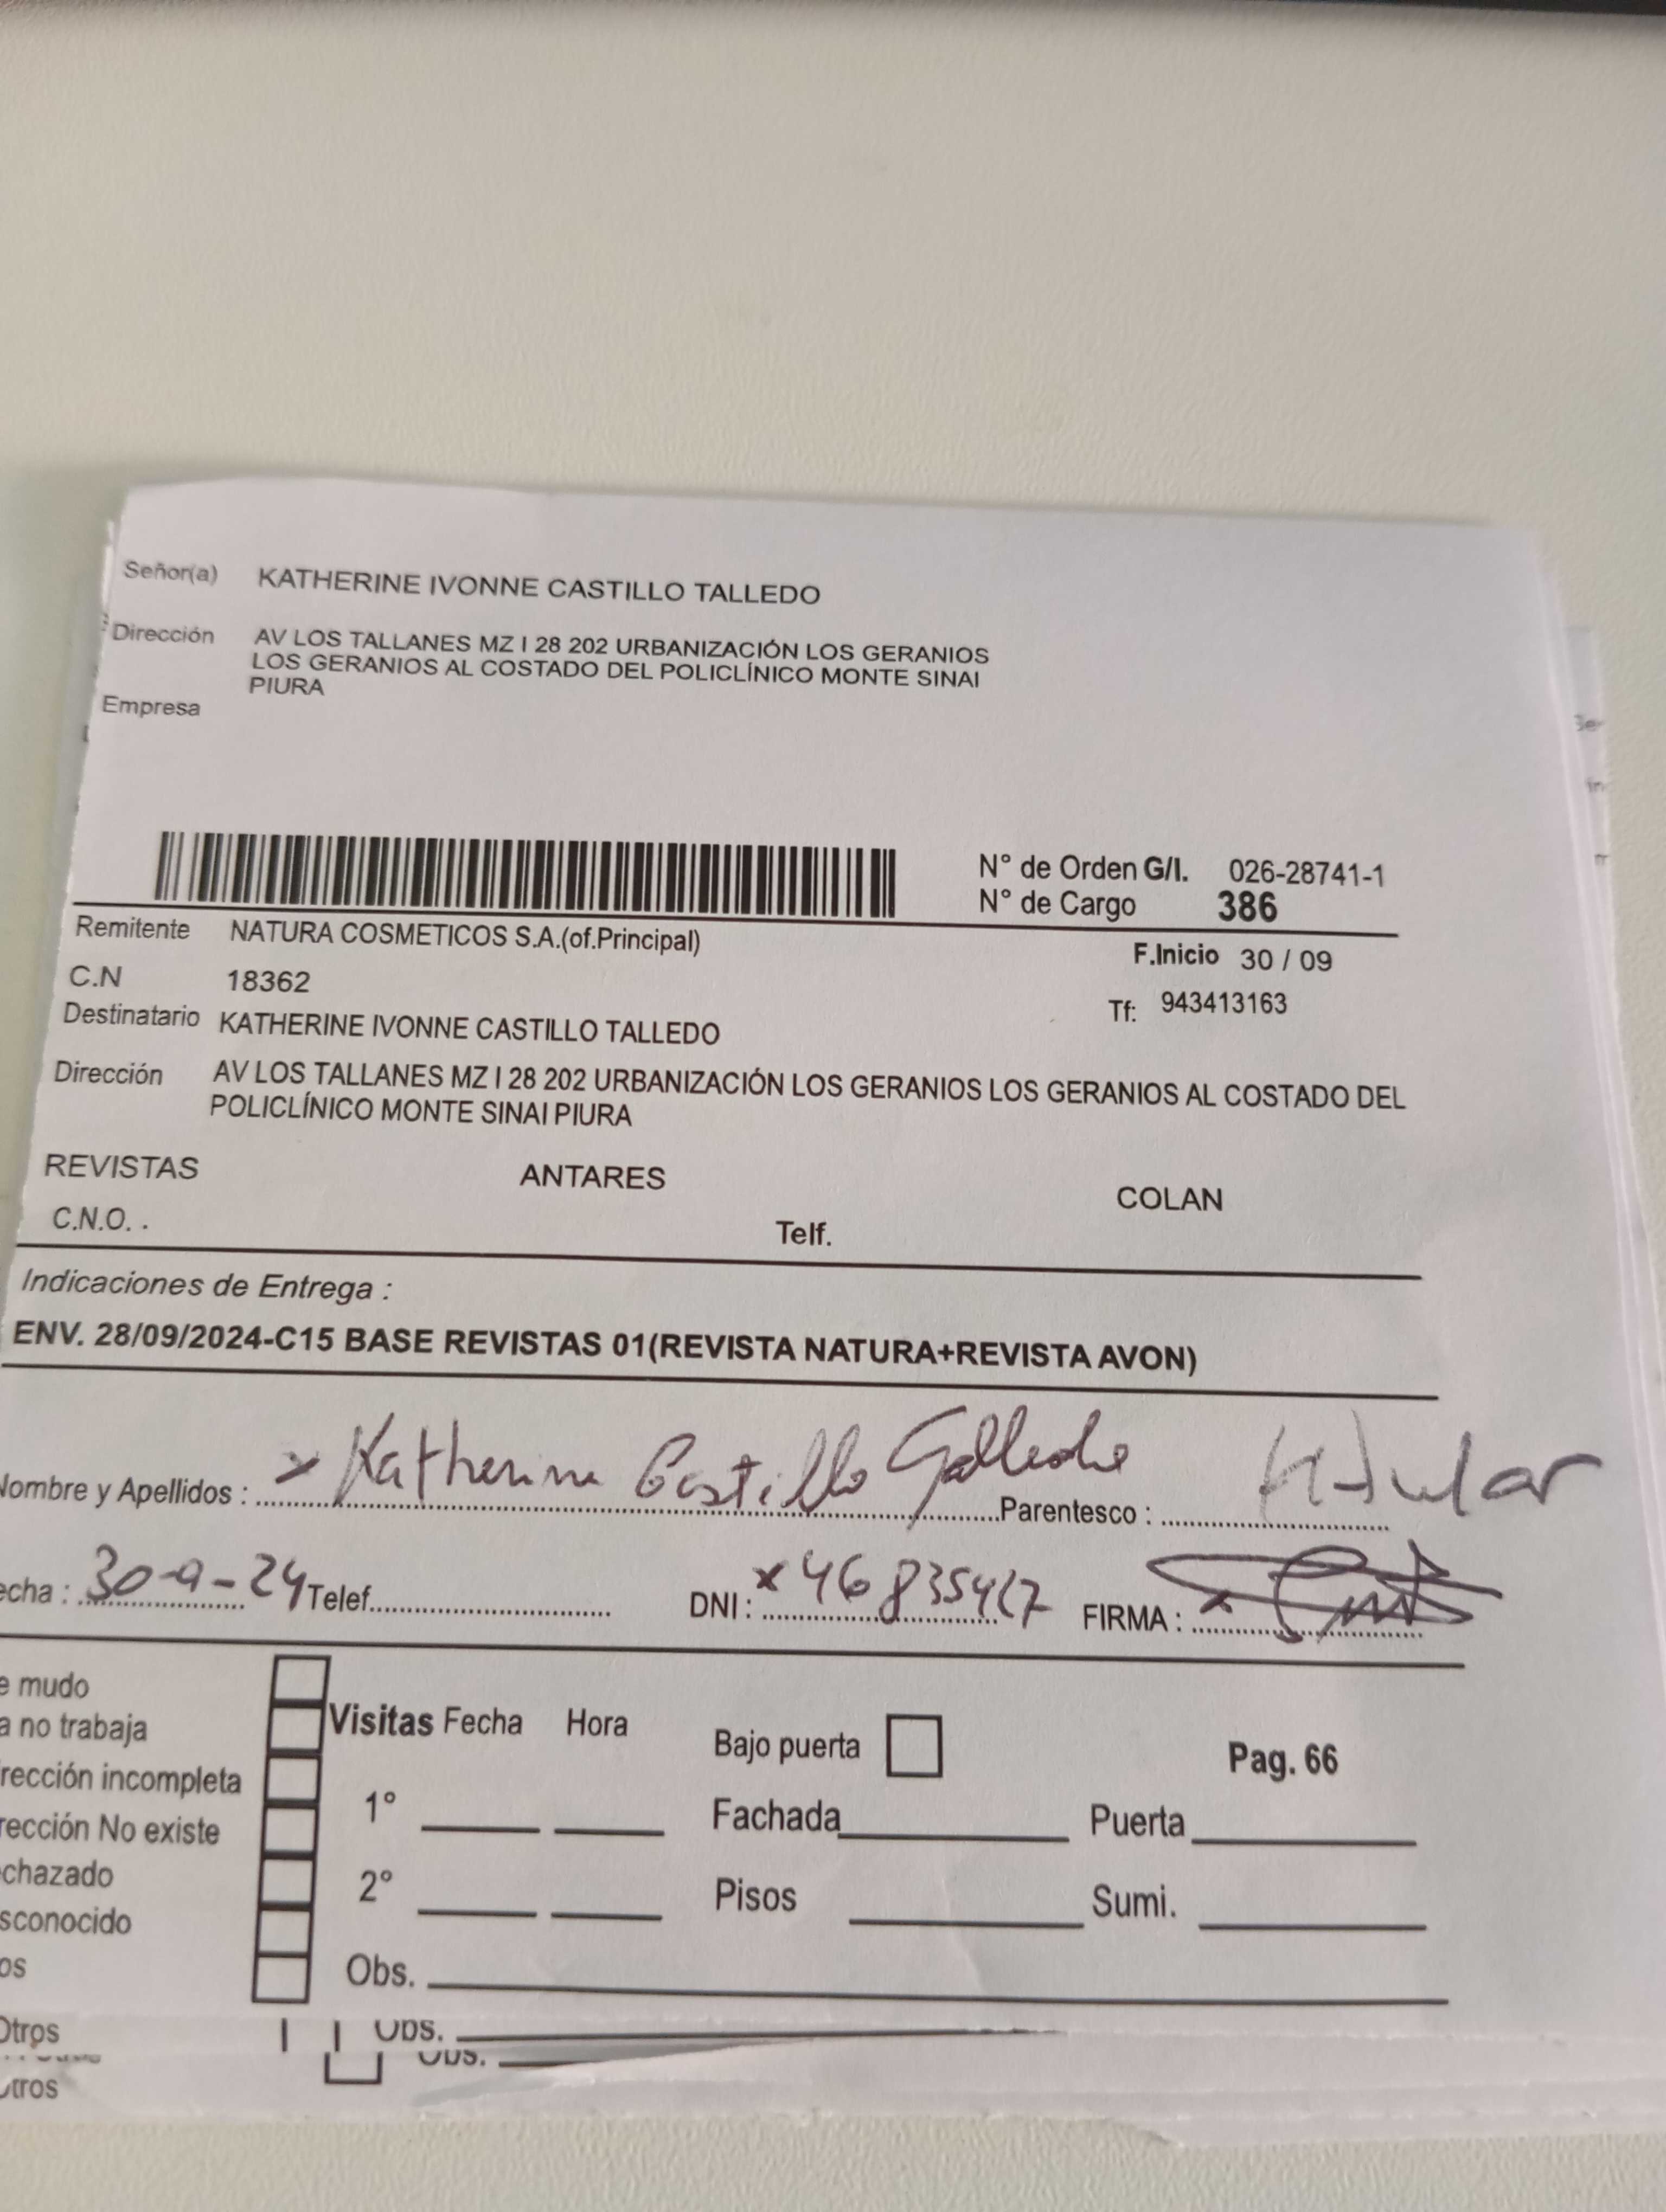 Señor(a) KATHERINE IVONNE CASTILLO TALLEDO
Dirección AV LOS TALLANES MZ I 28 202 URBANIZACIÓN LOS GERANIOS
LOS GERANIOS AL COSTADO DEL POLICLÍNICO MONTE SINAI
PIURA
Empresa
N° de Orden G/I. 026-28741-1
N° de Cargo 386
Remitente NATURA COSMETICOS S.A.(of.Principal)
F.Inicio 30 / 09
C.N 18362
Tf: 943413163
Destinatario KATHERINE IVONNE CASTILLO TALLEDO
Dirección AV LOS TALLANES MZ I 28 202 URBANIZACIÓN LOS GERANIOS LOS GERANIOS AL COSTADO DEL
POLICLÍNICO MONTE SINAI PIURA
REVISTAS ANTARES COLAN
C.N.O. . Telf.
Indicaciones de Entrega :
ENV. 28/09/2024-C15 BASE REVISTAS 01(REVISTA NATURA+REVISTA AVON)
Nombre y Apellidos : x Katherine Castillo Parentesco : titular
echa : 30-9-24 Telef. DNI : x FIRMA : x
e mudo
a no trabaja
rección incompleta
rección No existe
chazado
sconocido
os
Visitas Fecha Hora
1°
2°
Bajo puerta
Pag. 66
Fachada Puerta
Pisos Sumi.
Obs.
Otros Obs.
Obs.
tros